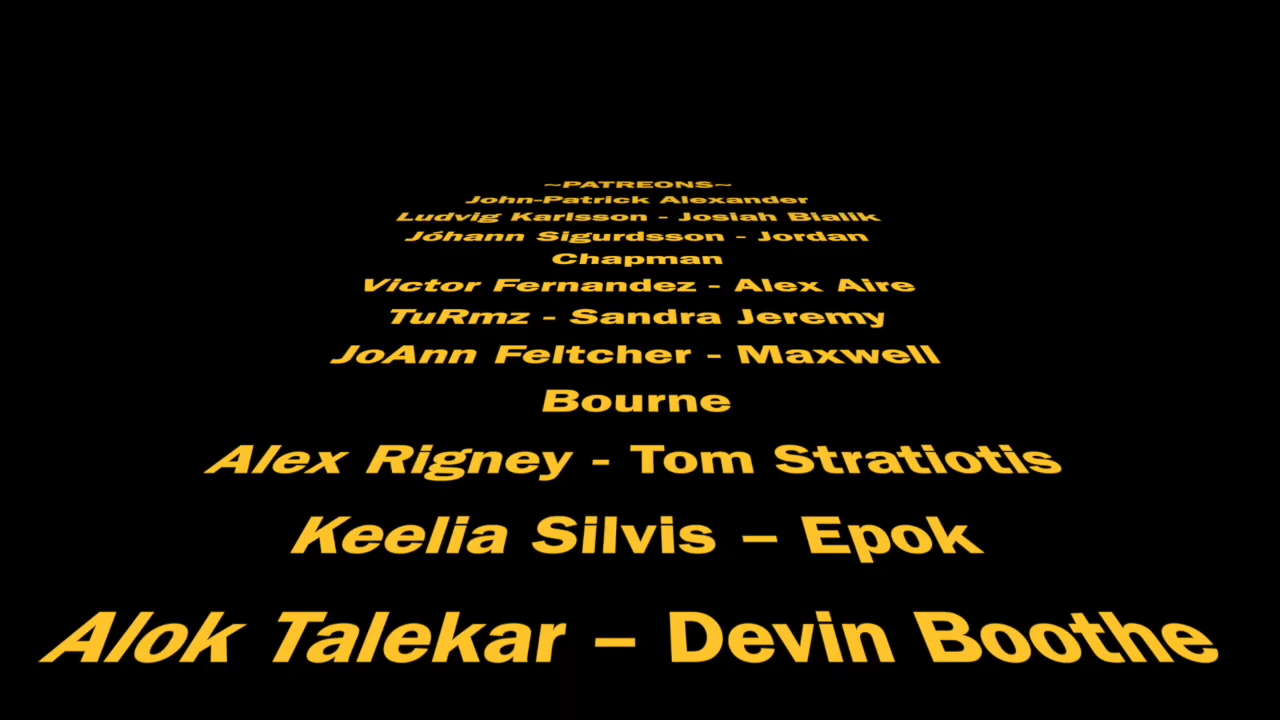 ~PATREONS~
John-Patrick Alexander
Ludvig Karlsson - Josiah Bialik
Jóhann Sigurdsson - Jordan
Chapman
Victor Fernandez - Alex Aire
TuRmz - Sandra Jeremy
JoAnn Feltcher - Maxwell
Bourne
Alex Rigney - Tom Stratiotis
Keelia Silvis – Epok
Alok Talekar – Devin Boothe